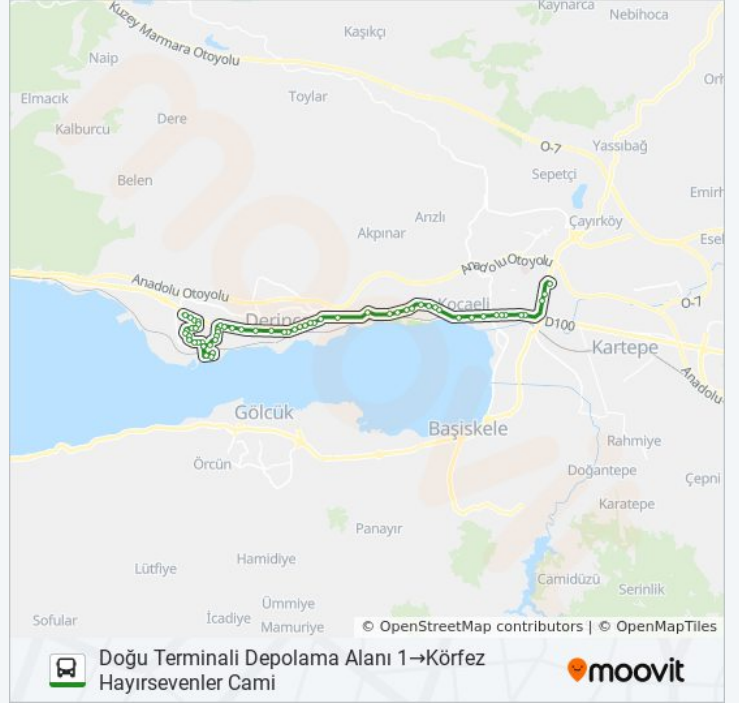 Kaynarca
Nebihoca
Kuzey Marmara Otoyolu
Kaşıkçı
Naip
Elmacık
Toylar
Orh
Dere
Kalburcu
O-7
Yassıbağ
Sepetçi
Belen
Emirh
Arızlı
Çayırköy
Akpınar
Esel
Anadolu Otoyolu
Anadolu Otoyolu
O-7
Kocaeli
Derince
D100
Kartepe
Anadolu
Gölcük
Başiskele
Rahmiye
Örcün
Doğantepe
Çepni
Karatepe
Panayır
Hamidiye
Lütfiye
Camidüzü
Serinlik
Ümmiye
Sofular
İcadiye
Mamuriye
© OpenStreetMap contributors | © OpenMapTiles
Doğu Terminali Depolama Alanı 1→Körfez
Hayırsevenler Cami
moovit